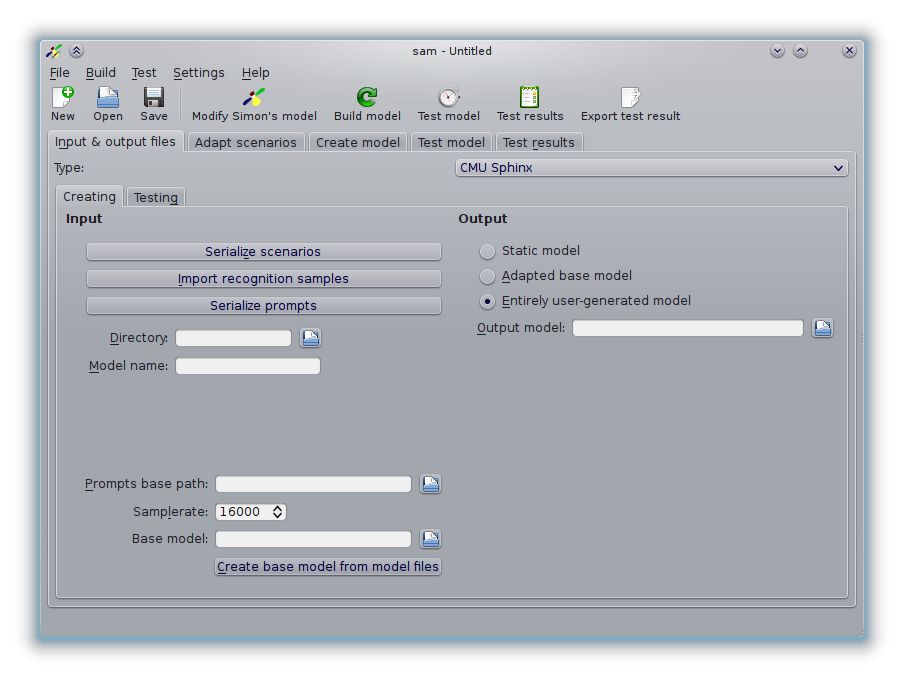 sam - Untitled
File Build Test Settings Help
New Open Save Modify Simon's model Build model Test model Test results Export test result
Input & output files Adapt scenarios Create model Test model Test results
Type: CMU Sphinx
Creating Testing
Input
Serialize scenarios
Import recognition samples
Serialize prompts
Directory:
Model name:
Prompts base path:
Samplerate: 16000
Base model:
Create base model from model files
Output
Static model
Adapted base model
Entirely user-generated model
Output model: